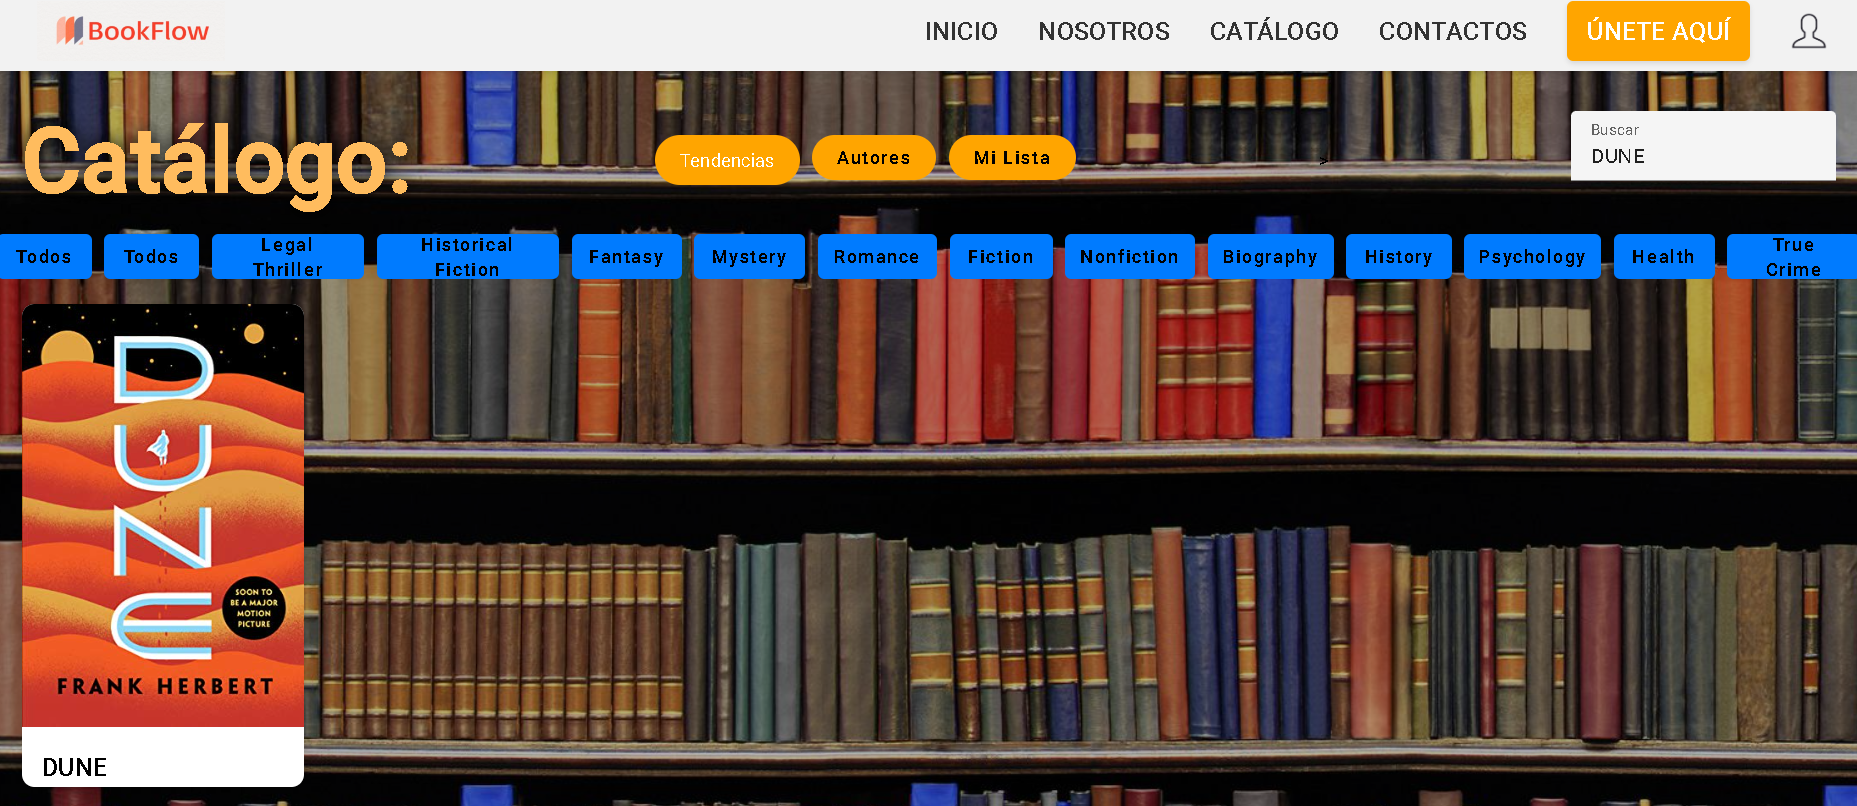 BookFlow
INICIO
NOSOTROS
CATÁLOGO
CONTACTOS
ÚNETE AQUÍ
Catálogo:
Tendencias
Autores
Mi Lista
>
Buscar
DUNE
Todos
Todos
Legal
Thriller
Historical
Fiction
Fantasy
Mystery
Romance
Fiction
Nonfiction
Biography
History
Psychology
Health
True
Crime
DUNE
SOON TO
BE A MAJOR
MOTION
PICTURE
FRANK HERBERT
DUNE